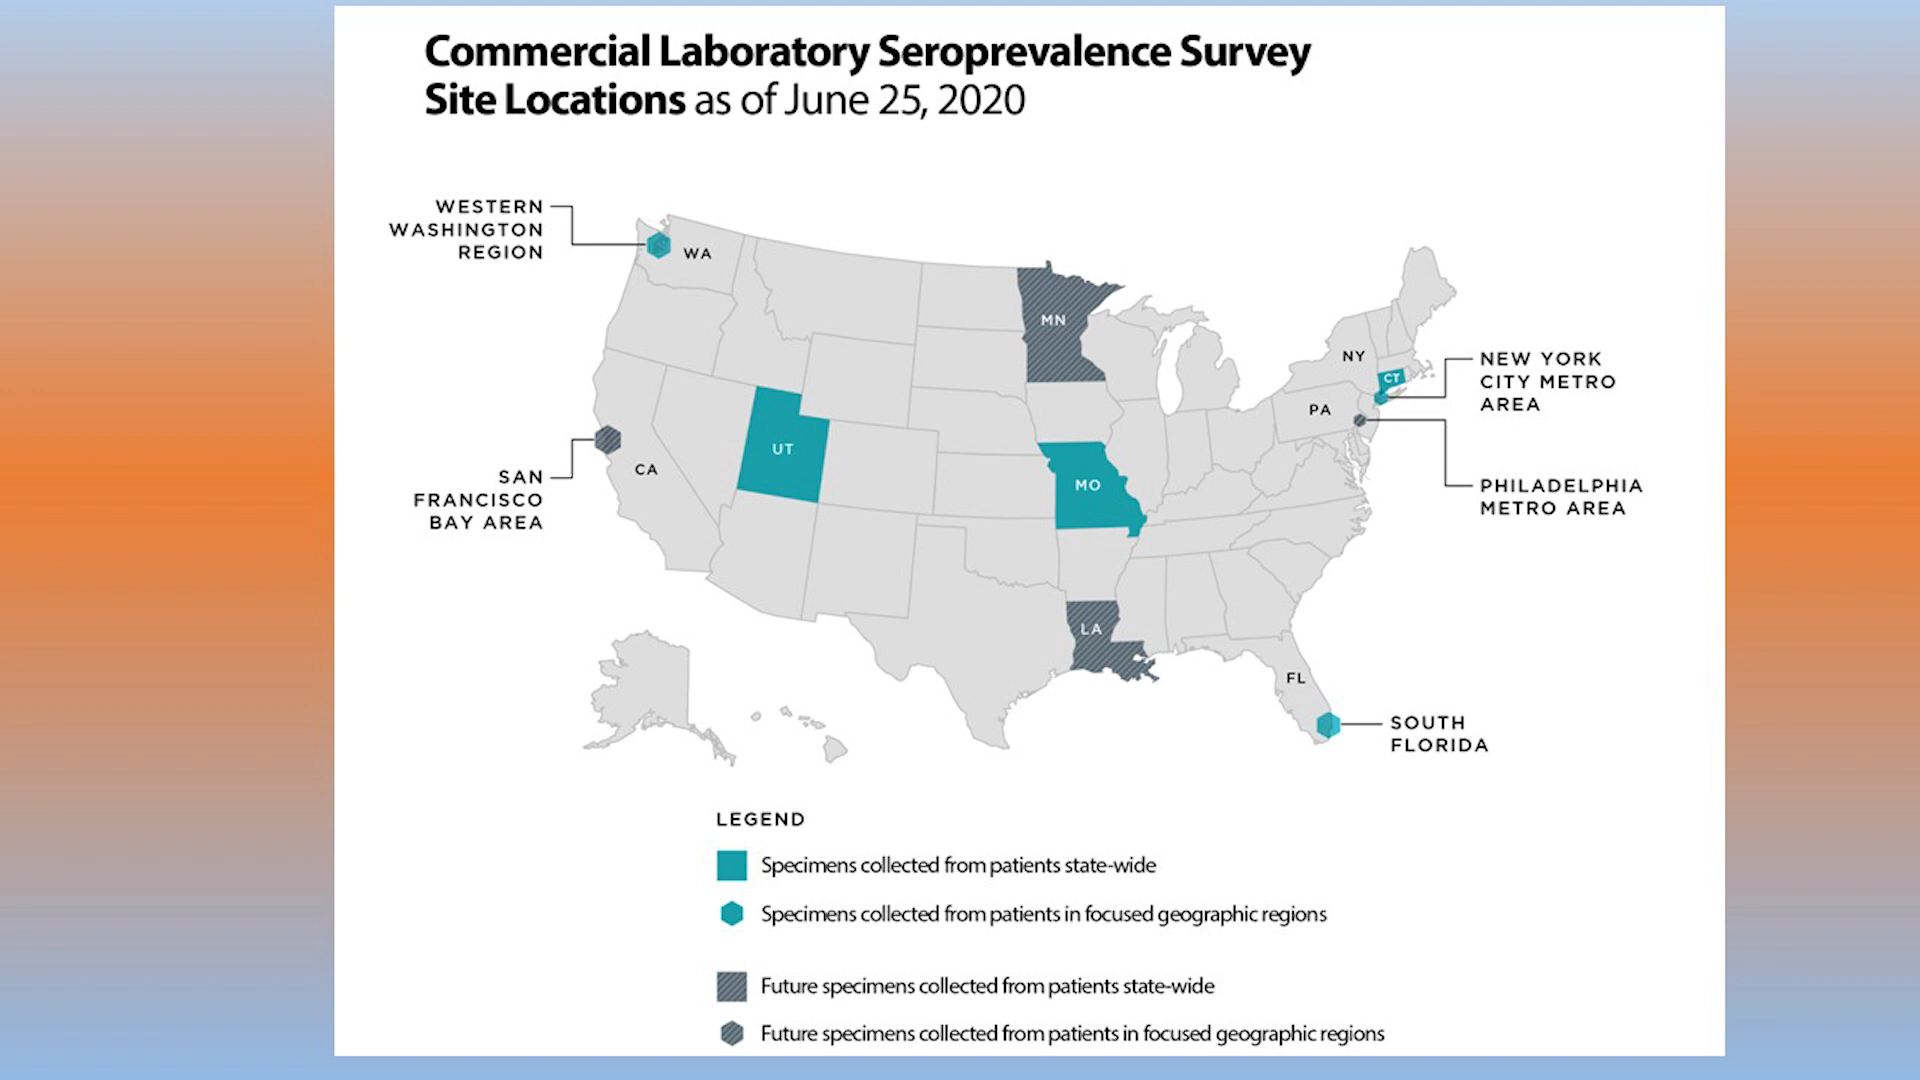 Commercial Laboratory Seroprevalence Survey
Site Locations as of June 25, 2020
WESTERN
WASHINGTON
REGION
WA
MN
NY
CT
NEW YORK
CITY METRO
AREA
PA
UT
MO
CA
SAN
FRANCISCO
BAY AREA
PHILADELPHIA
METRO AREA
LA
FL
SOUTH
FLORIDA
LEGEND
Specimens collected from patients state-wide
Specimens collected from patients in focused geographic regions
Future specimens collected from patients state-wide
Future specimens collected from patients in focused geographic regions